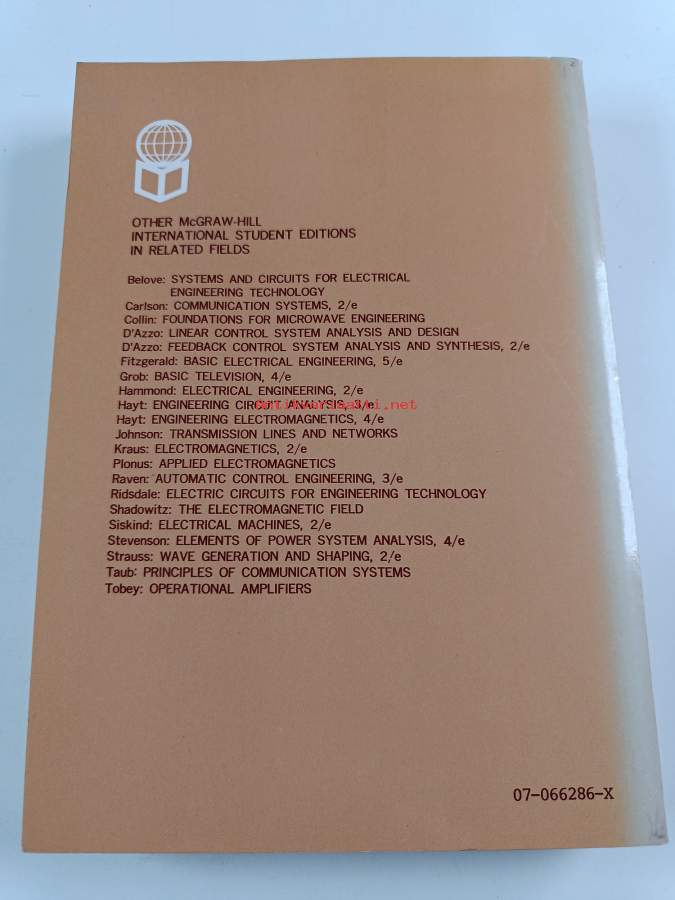 OTHER McGRAW-HILL
INTERNATIONAL STUDENT EDITIONS
IN RELATED FIELDS
Belove: SYSTEMS AND CIRCUITS FOR ELECTRICAL
ENGINEERING TECHNOLOGY
Carlson: COMMUNICATION SYSTEMS, 2/e
Collin: FOUNDATIONS FOR MICROWAVE ENGINEERING
D'Azzo: LINEAR CONTROL SYSTEM ANALYSIS AND DESIGN
D'Azzo: FEEDBACK CONTROL SYSTEM ANALYSIS AND SYNTHESIS, 2/e
Fitzgerald: BASIC ELECTRICAL ENGINEERING, 5/e
Grob: BASIC TELEVISION, 4/e
Hammond: ELECTRICAL ENGINEERING, 2/e
Hayt: ENGINEERING CIRCUIT ANALYSIS, 3/e
Antikvariaatti.net
Hayt: ENGINEERING ELECTROMAGNETICS, 4/e
Johnson: TRANSMISSION LINES AND NETWORKS
Kraus: ELECTROMAGNETICS, 2/e
Plonus: APPLIED ELECTROMAGNETICS
Raven: AUTOMATIC CONTROL ENGINEERING, 3/e
Ridsdale: ELECTRIC CIRCUITS FOR ENGINEERING TECHNOLOGY
Shadowitz: THE ELECTROMAGNETIC FIELD
Siskind: ELECTRICAL MACHINES, 2/e
Stevenson: ELEMENTS OF POWER SYSTEM ANALYSIS, 4/e
Strauss: WAVE GENERATION AND SHAPING, 2/e
Taub: PRINCIPLES OF COMMUNICATION SYSTEMS
Tobey: OPERATIONAL AMPLIFIERS
07-066286-X